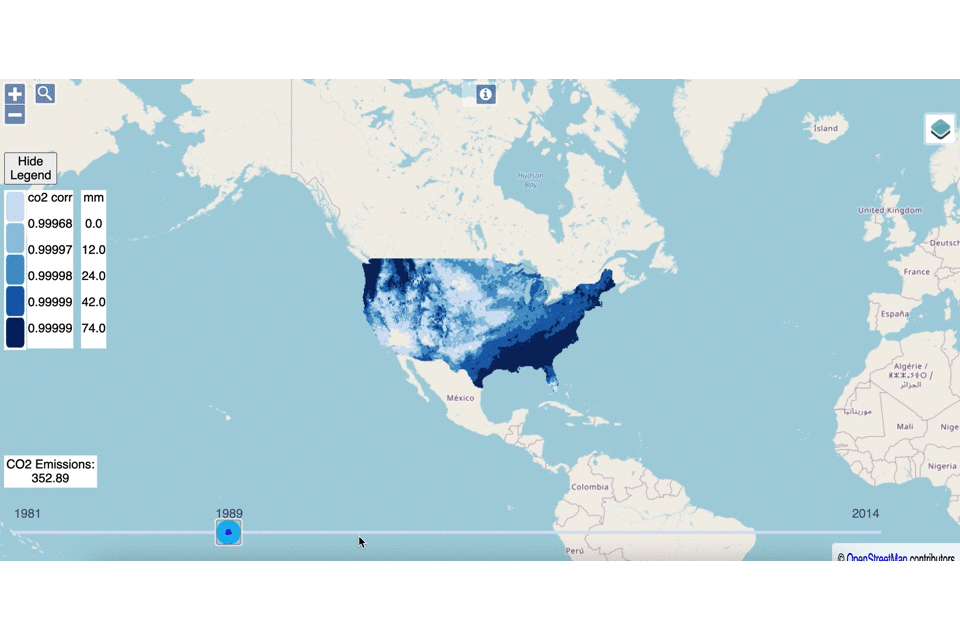 +
−
i
Hide
Legend
co2 corr mm
0.99968 0.0
0.99997 12.0
0.99998 24.0
0.99999 42.0
0.99999 74.0
Ísland
Hudson
Bay
United Kingdom
Deutsch
France
España
Algérie /
الجزائر
موريتانيا
Mali
Nige
Nigeria
México
Colombia
Perú
CO2 Emissions:
352.89
1981 1989 2014
© OpenStreetMap contributors.